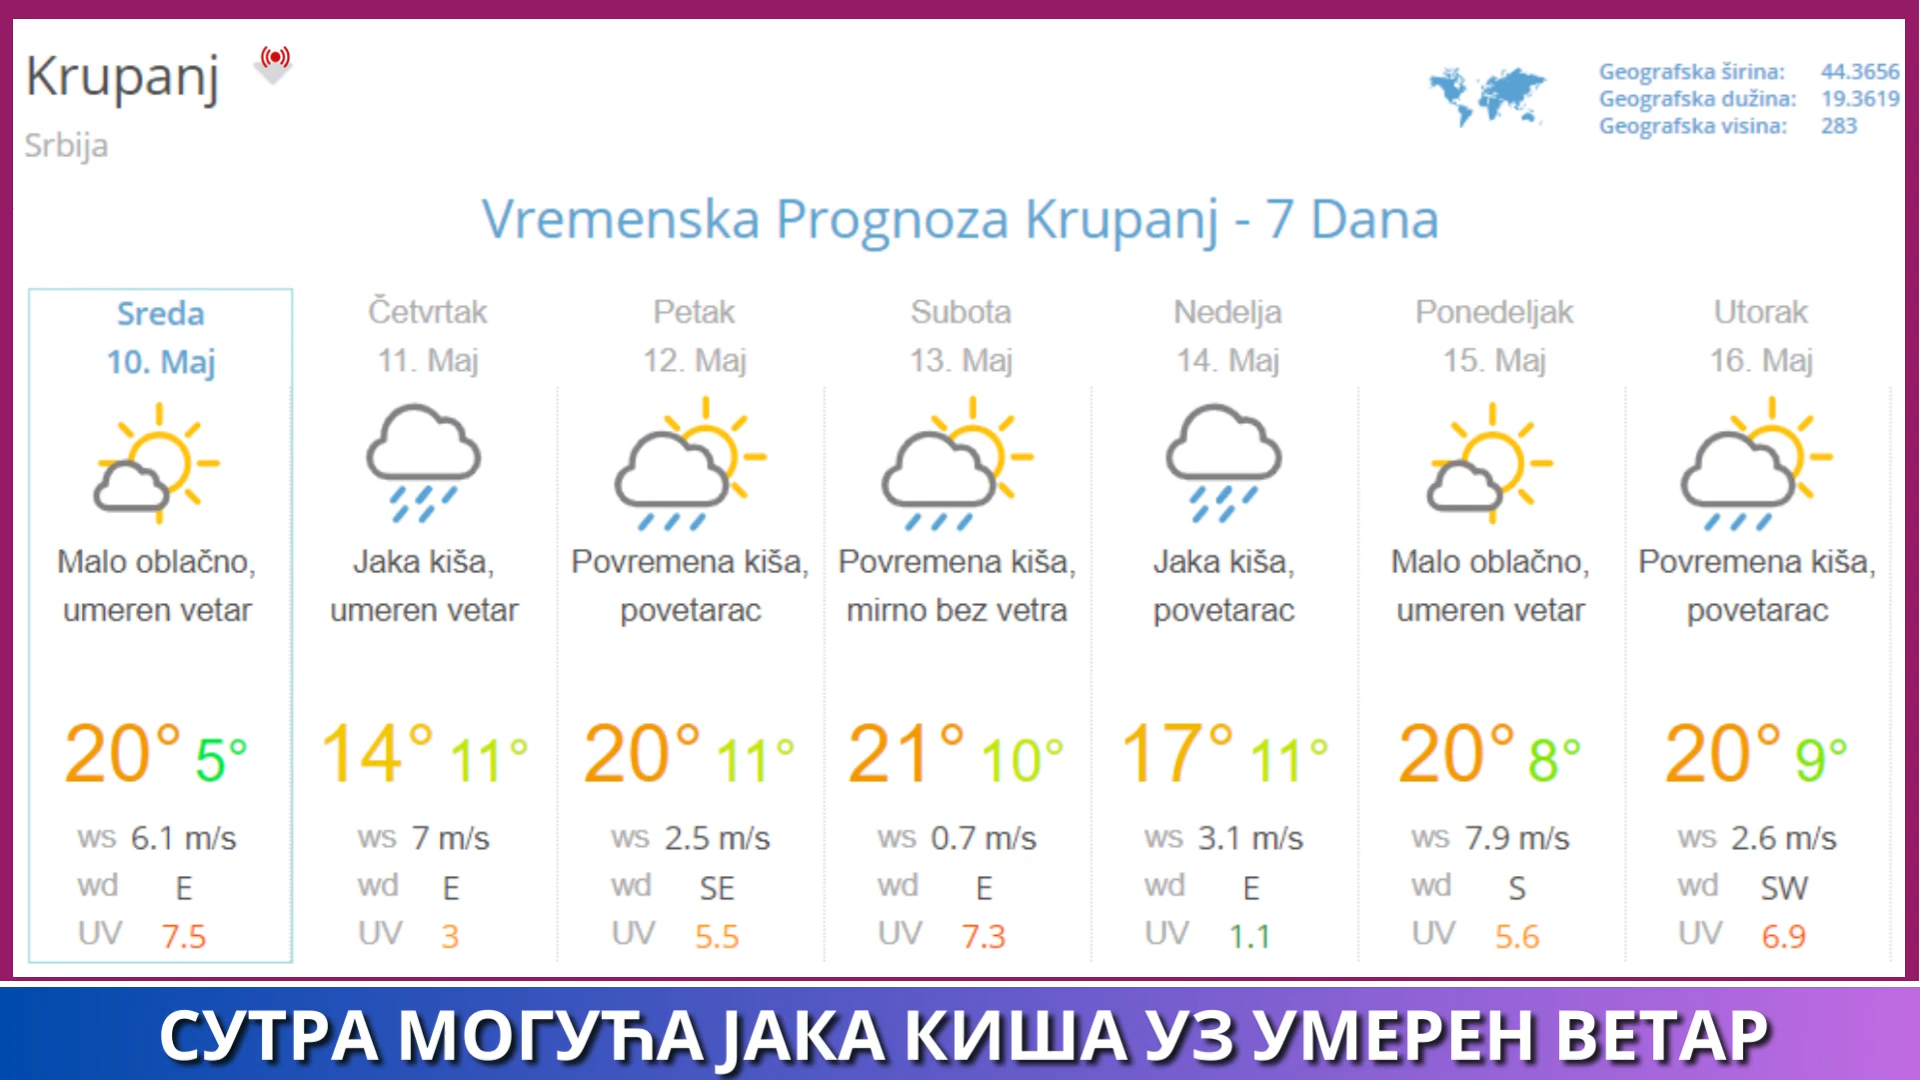 Krupanj
Srbija
Geografska širina: 44.3656
Geografska dužina: 19.3619
Geografska visina: 283
Vremenska Prognoza Krupanj - 7 Dana
Sreda
10. Maj
Malo oblačno,
umeren vetar
20° 5°
ws 6.1 m/s
wd E
UV 7.5
Četvrtak
11. Maj
Jaka kiša,
umeren vetar
14° 11°
ws 7 m/s
wd E
UV 3
Petak
12. Maj
Povremena kiša,
povetarac
20° 11°
ws 2.5 m/s
wd SE
UV 5.5
Subota
13. Maj
Povremena kiša,
mirno bez vetra
21° 10°
ws 0.7 m/s
wd E
UV 7.3
Nedelja
14. Maj
Jaka kiša,
povetarac
17° 11°
ws 3.1 m/s
wd E
UV 1.1
Ponedeljak
15. Maj
Malo oblačno,
umeren vetar
20° 8°
ws 7.9 m/s
wd S
UV 5.6
Utorak
16. Maj
Povremena kiša,
povetarac
20° 9°
ws 2.6 m/s
wd SW
UV 6.9
СУТРА МОГУЋА ЈАКА КИША УЗ УМЕРЕН ВЕТАР